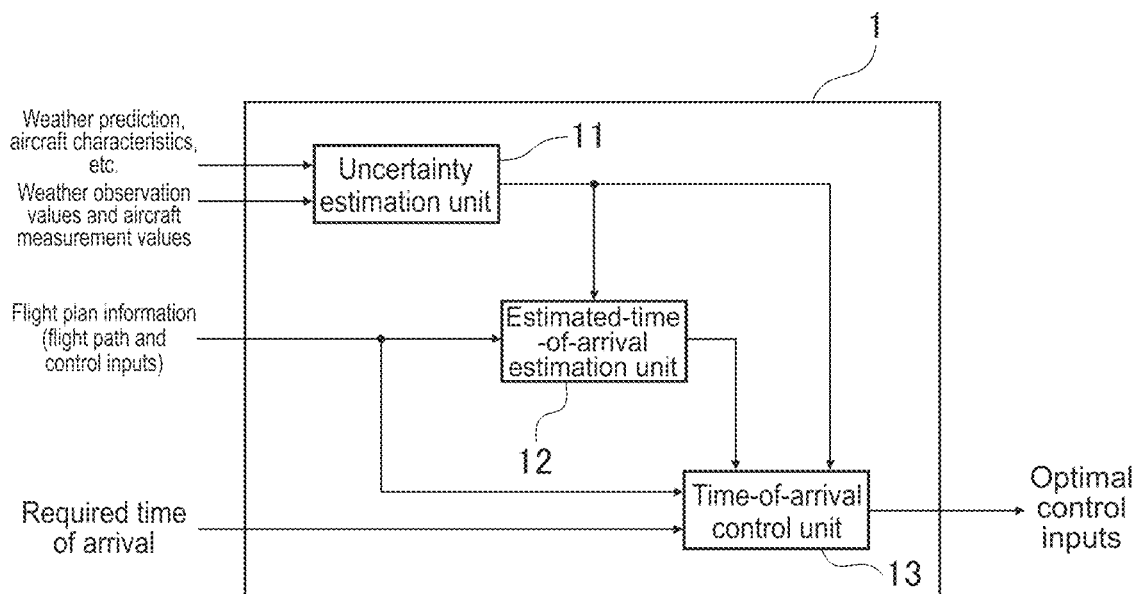 1
Weather prediction,
aircraft characteristics,
etc.
Weather observation
values and aircraft
measurement values
11
Uncertainty
estimation unit
Flight plan information
(flight path and
control inputs)
Estimated-time
-of-arrival
estimation unit
12
Required time
of arrival
Time-of-arrival
control unit
13
Optimal
control
inputs